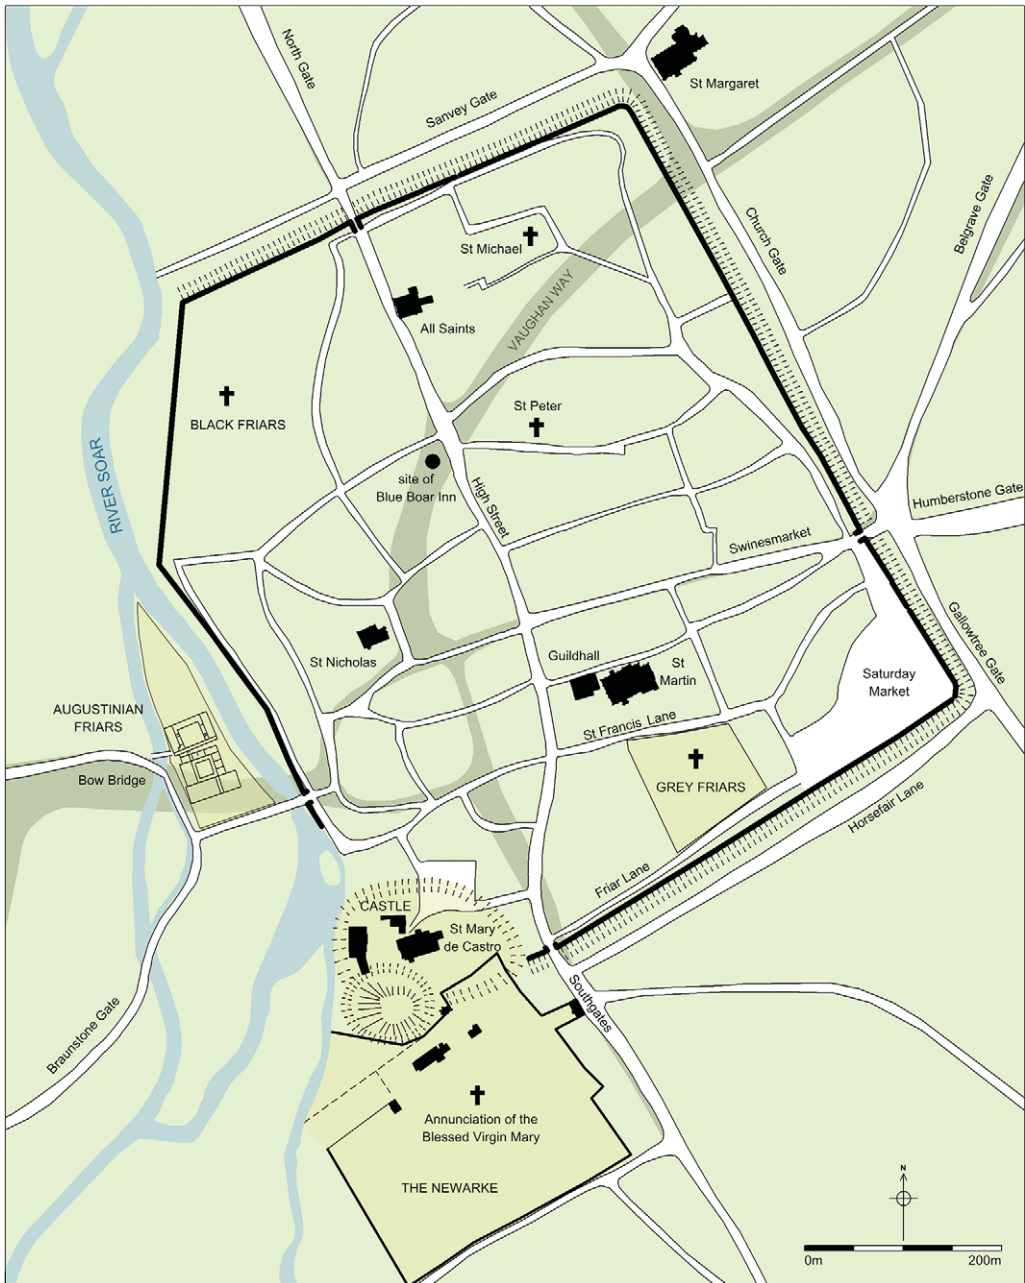 North Gate
Sanvey Gate
St Margaret
Church Gate
Belgrave Gate
St Michael
VAUGHAN WAY
All Saints
BLACK FRIARS
St Peter
RIVER SOAR
site of
Blue Boar Inn
High Street
Humberstone Gate
Swinesmarket
Gallowtree Gate
St Nicholas
Guildhall
St
Martin
Saturday
Market
AUGUSTINIAN
FRIARS
St Francis Lane
Bow Bridge
GREY FRIARS
Horsefair Lane
Friar Lane
CASTLE
St Mary
de Castro
Southgates
Braunstone Gate
Annunciation of the
Blessed Virgin Mary
THE NEWARKE
N
0m
200m